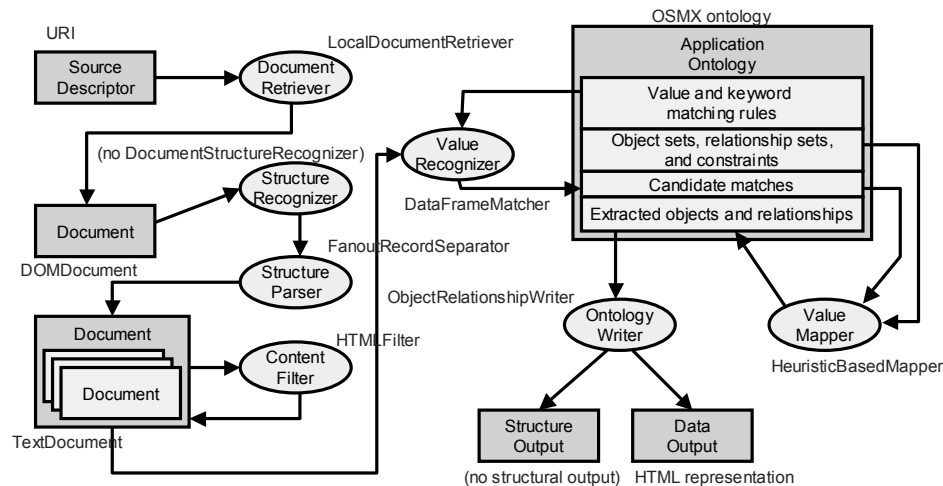 URI
Source
Descriptor
LocalDocumentRetriever
Document
Retriever
(no DocumentStructureRecognizer)
Structure
Recognizer
Document
DOMDocument
FanoutRecordSeparator
Structure
Parser
Document
Document
TextDocument
HTMLFilter
Content
Filter
OSMX ontology
Application
Ontology
Value and keyword
matching rules
Object sets, relationship sets,
and constraints
Candidate matches
Extracted objects and relationships
Value
Recognizer
DataFrameMatcher
ObjectRelationshipWriter
Ontology
Writer
Value
Mapper
HeuristicBasedMapper
Structure
Output
(no structural output)
Data
Output
HTML representation